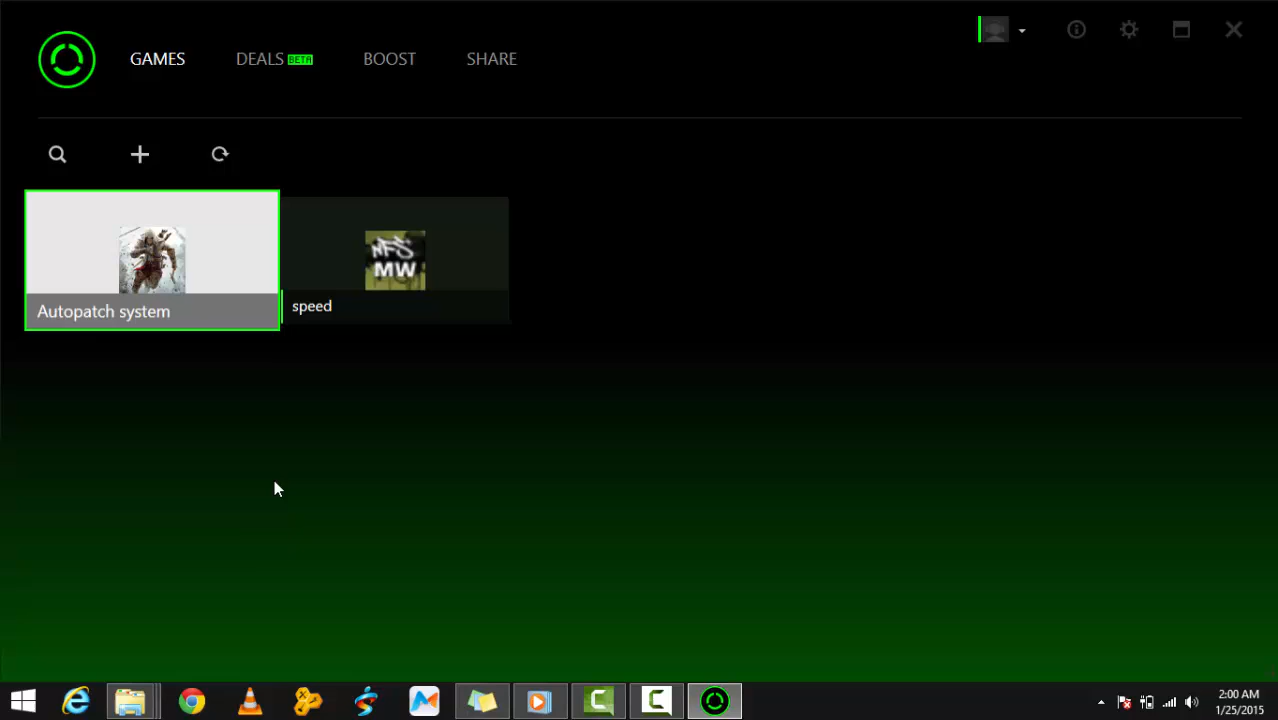 GAMES DEALS BETA BOOST SHARE
NFS
MW
Autopatch system
speed
2:00 AM
1/25/2015